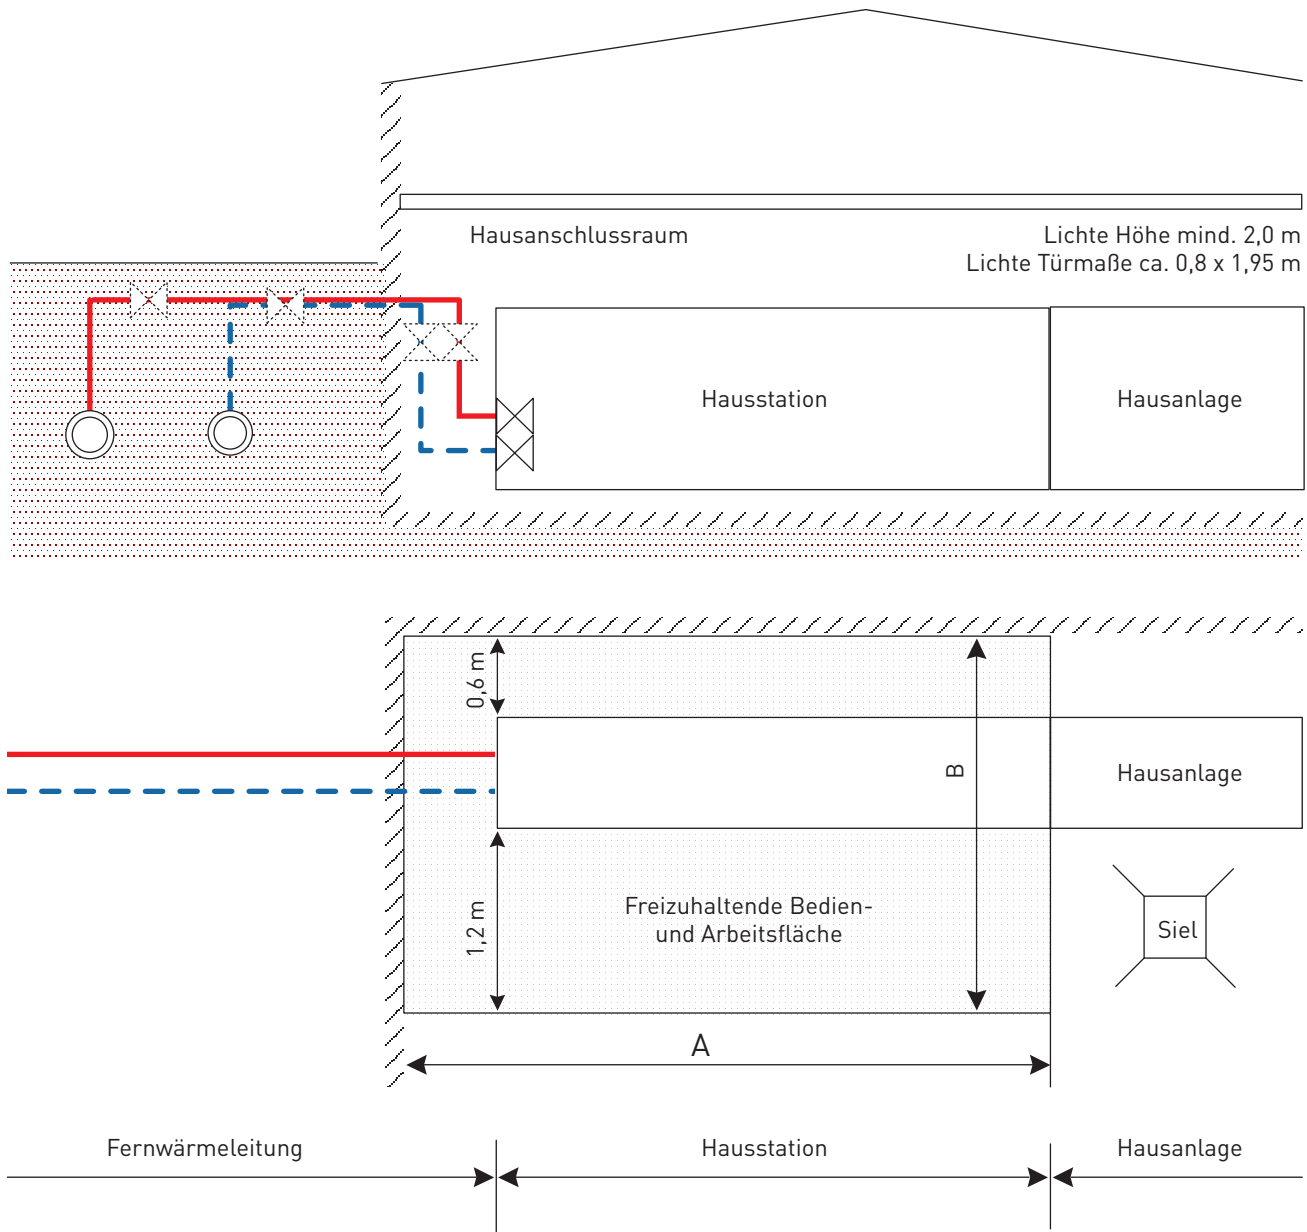 Hausanschlussraum
Lichte Höhe mind. 2,0 m
Lichte Türmaße ca. 0,8 x 1,95 m
Hausstation
Hausanlage
0,6 m
B
Hausanlage
1,2 m
Freizuhaltende Bedien-
und Arbeitsfläche
Siel
A
Fernwärmeleitung
Hausstation
Hausanlage